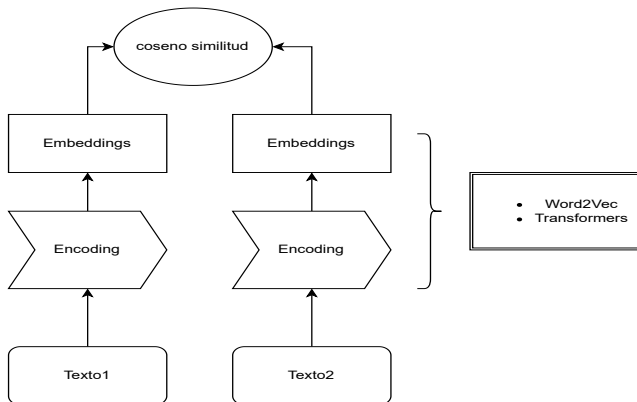 coseno similitud
Embeddings
Embeddings
Encoding
Encoding
Texto1
Texto2
• Word2Vec
• Transformers